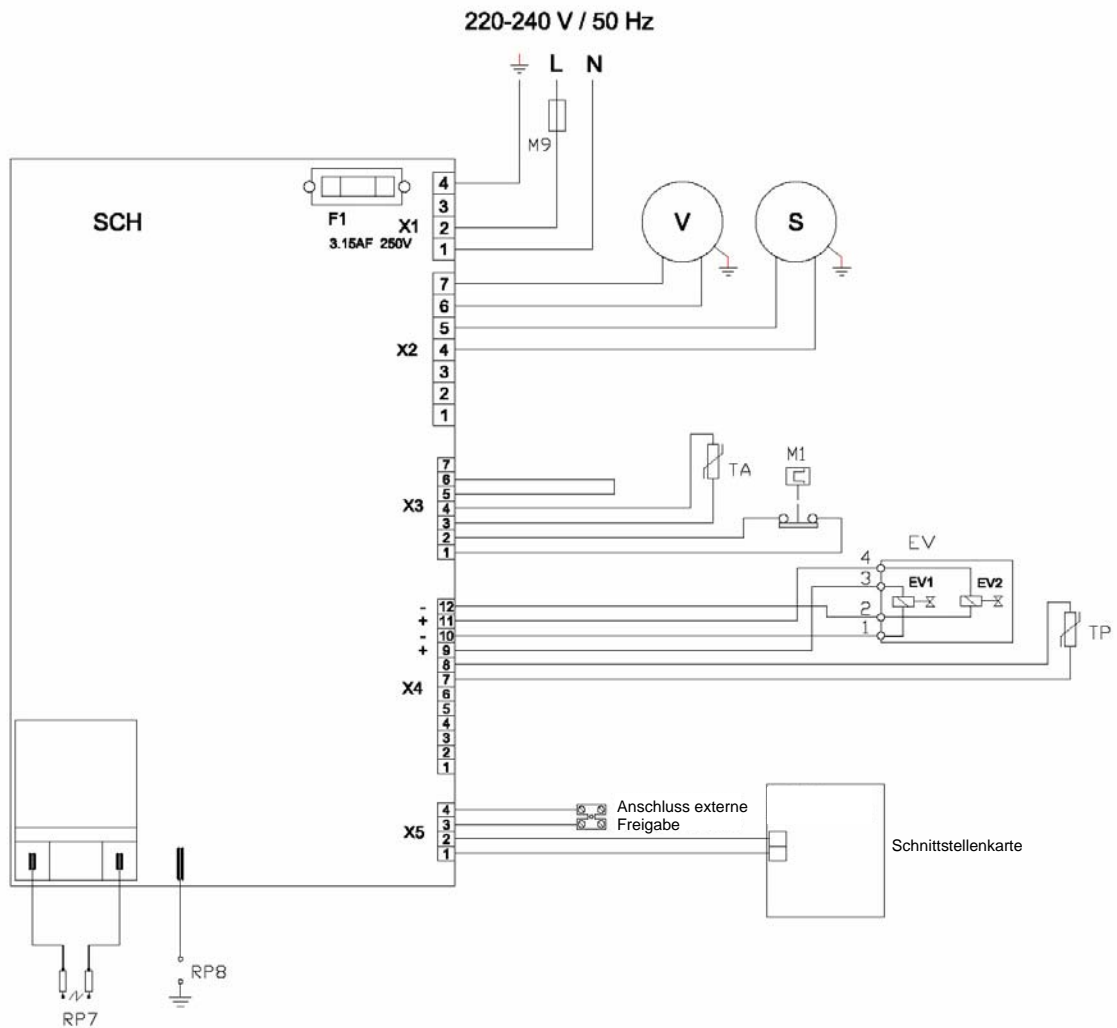 220-240 V / 50 Hz
L N
M9
SCH
F1
3.15AF 250V
X1
4
3
2
1
V
S
X2
7
6
5
4
3
2
1
X3
7
6
5
4
3
2
1
TA
M1
EV
4
3
2
1
EV1
EV2
TP
X4
-
+
-
+
12
11
10
9
8
7
6
5
4
3
2
1
X5
4
3
2
1
Anschluss externe
Freigabe
Schnittstellenkarte
RP8
RP7